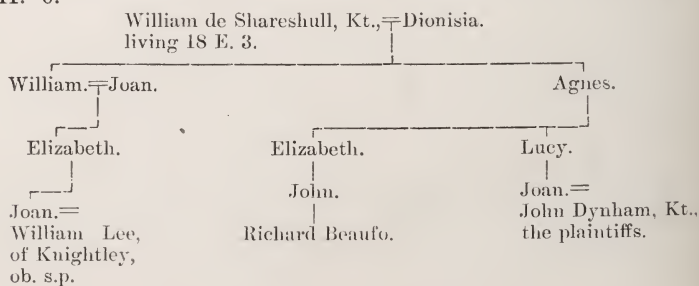 William de Shareshull, Kt.,=Dionisia.
living 18 E. 3.
William.=Joan.
Agnes.
Elizabeth.
Elizabeth.
Lucy.
Joan.=
William Lee,
of Knightley,
ob. s.p.
John.
Richard Beaufo.
Joan.=
John Dynham, Kt.,
the plaintiffs.